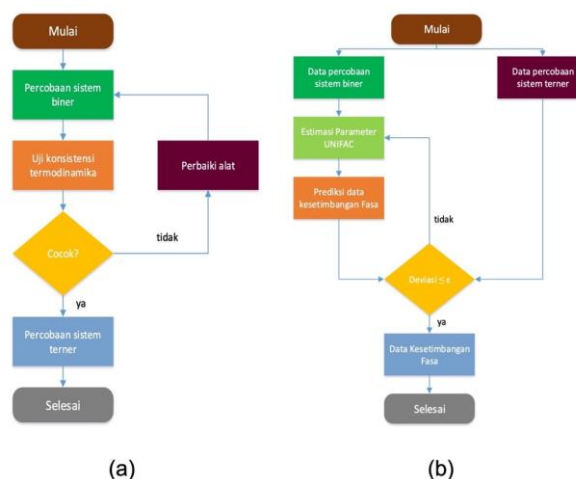 Mulai
Percobaan sistem
biner
Uji konsistensi
termodinamika
Perbaiki alat
Cocok?
tidak
ya
Percobaan sistem
terner
Selesai
(a)
Mulai
Data percobaan
sistem biner
Data percobaan
sistem terner
Estimasi Parameter
UNIFAC
Prediksi data
kesetimbangan Fasa
tidak
Deviasi ≤ ε
ya
Data Kesetimbangan
Fasa
Selesai
(b)